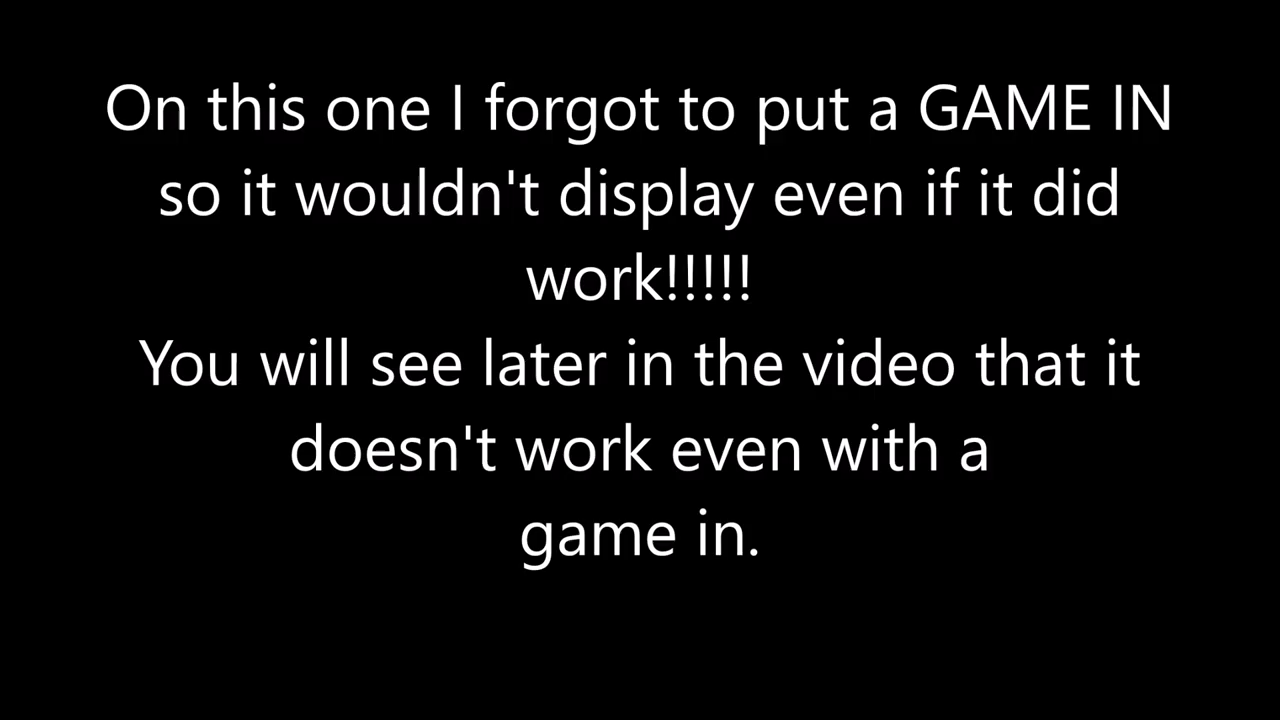 On this one I forgot to put a GAME IN
so it wouldn't display even if it did
work!!!!!
You will see later in the video that it
doesn't work even with a
game in.